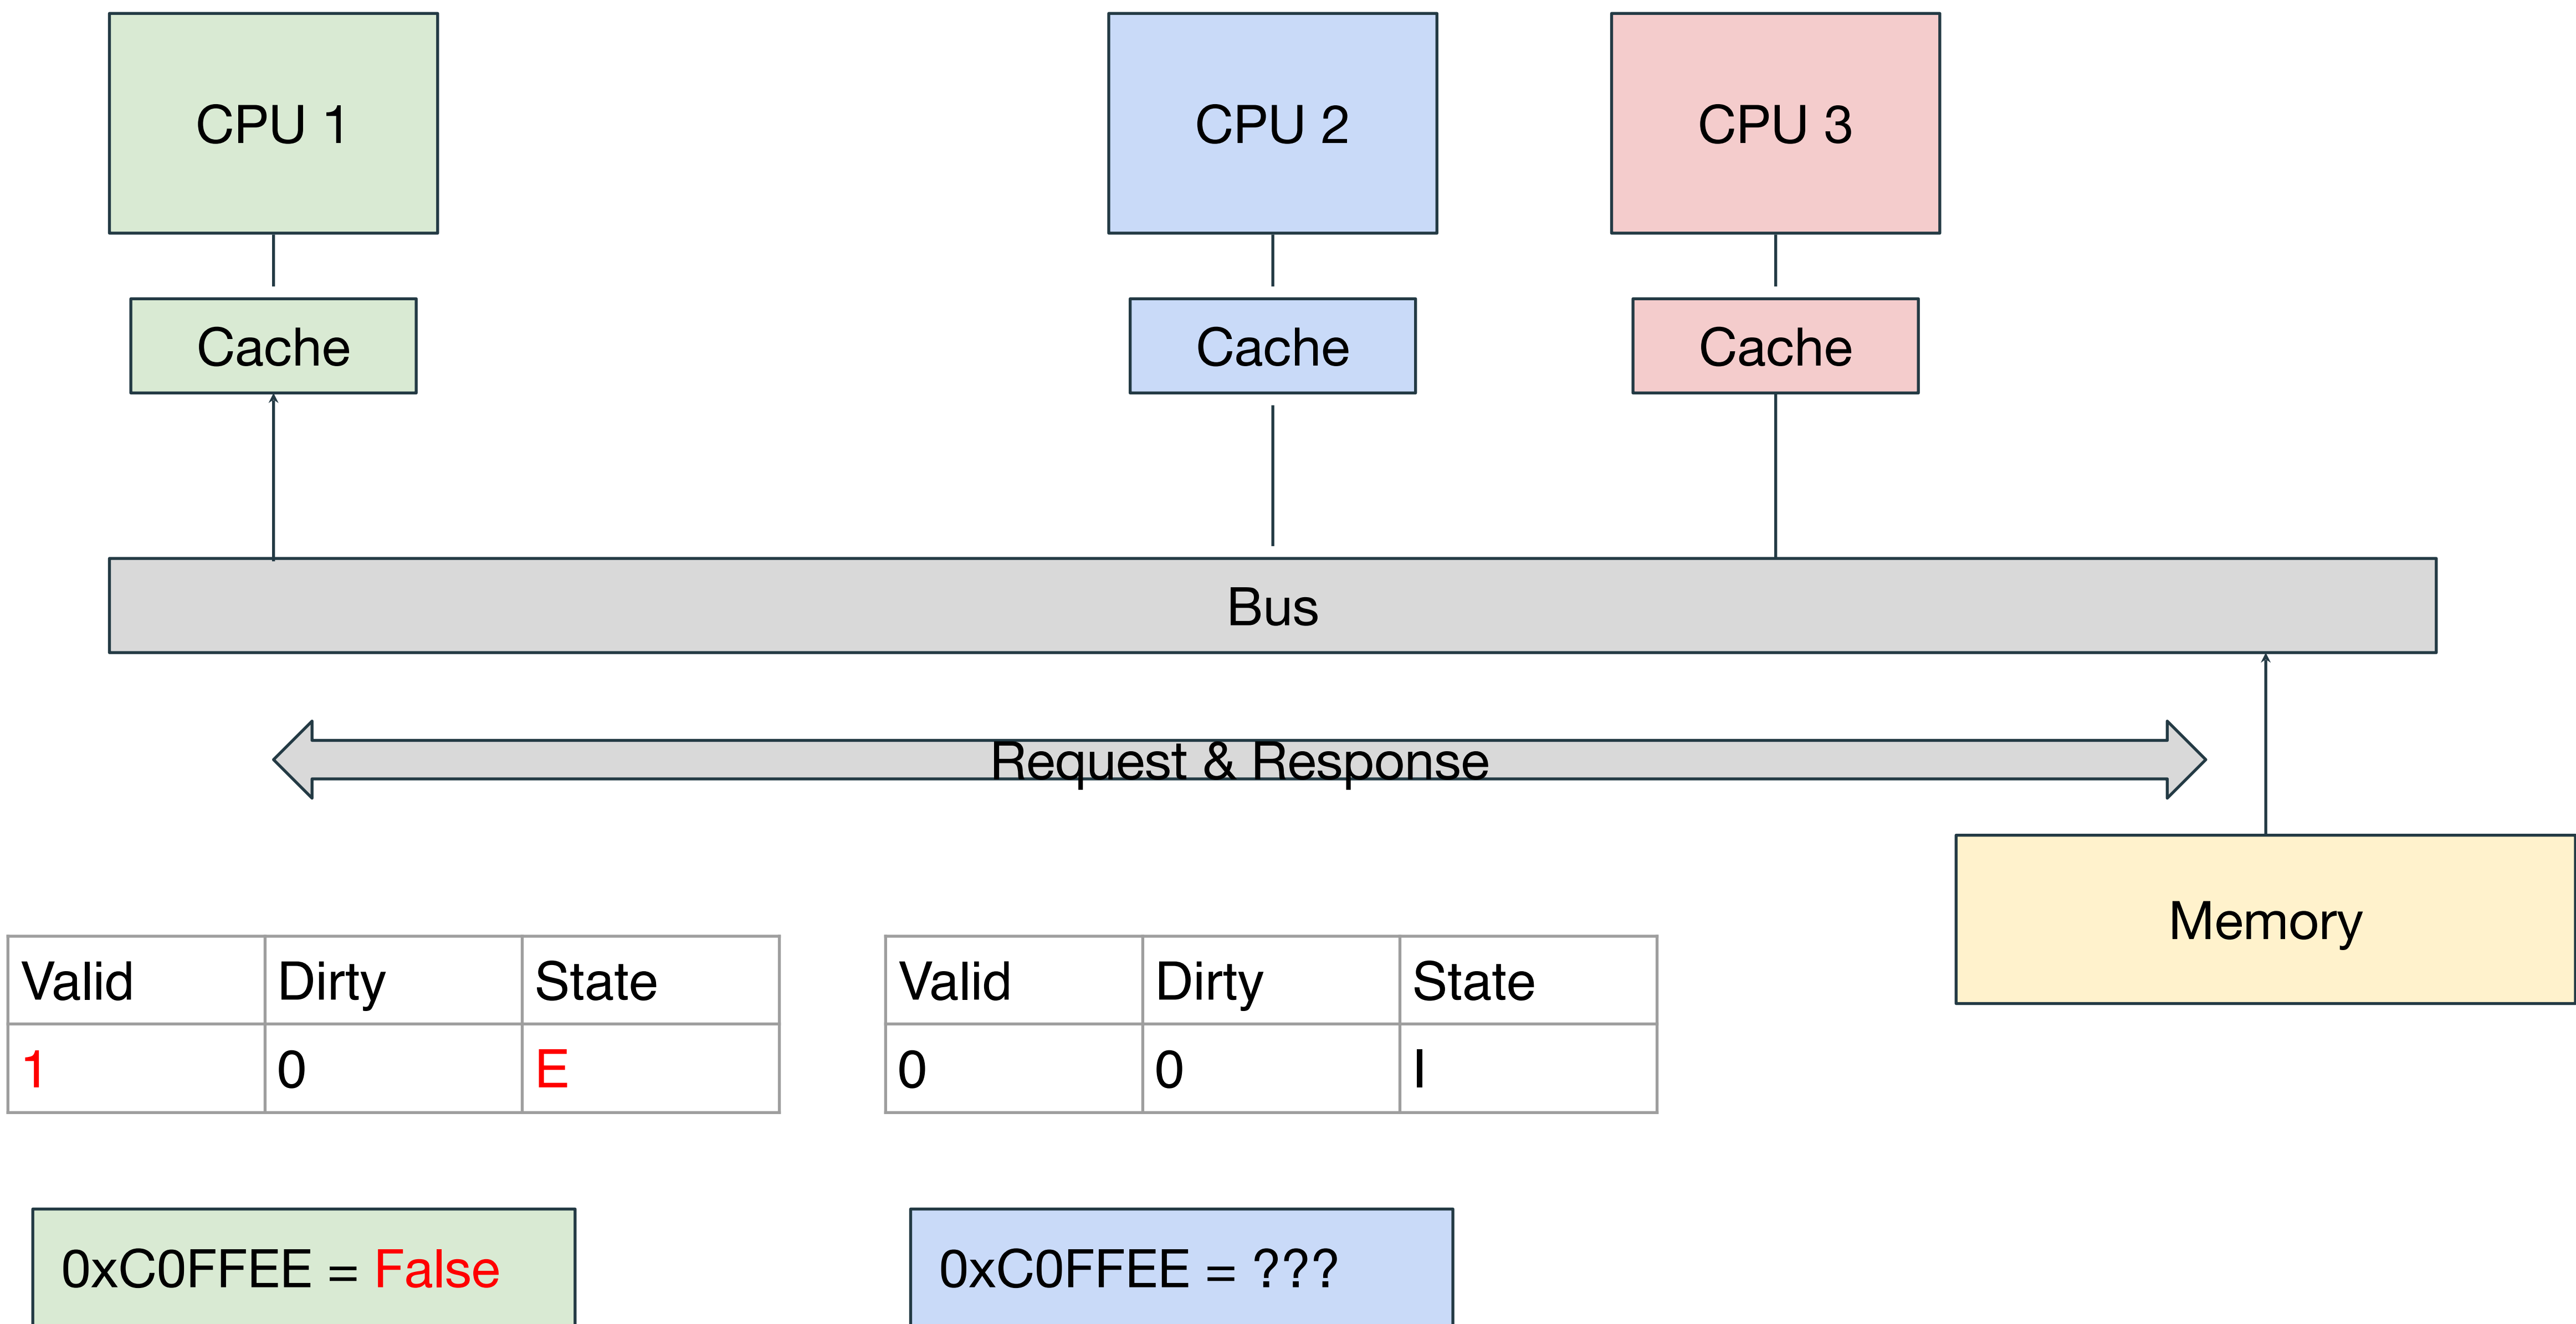 CPU 1
CPU 2
CPU 3
Cache
Cache
Cache
Bus
Request & Response
Memory
Valid Dirty State
1 0 E
Valid Dirty State
0 0 I
0xC0FFEE = False
0xC0FFEE = ???